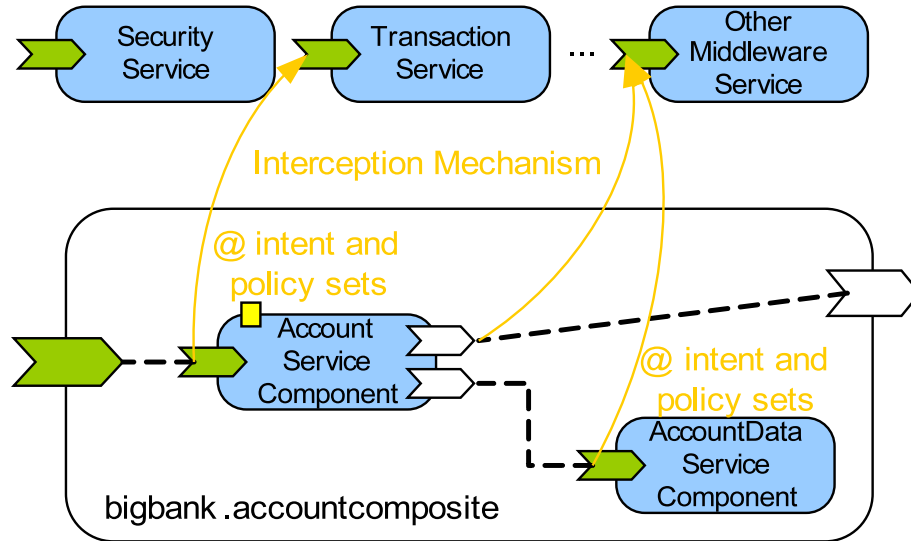 Security
Service
Transaction
Service
...
Other
Middleware
Service
Interception Mechanism
@ intent and
policy sets
Account
Service
Component
@ intent and
policy sets
AccountData
Service
Component
bigbank .accountcomposite